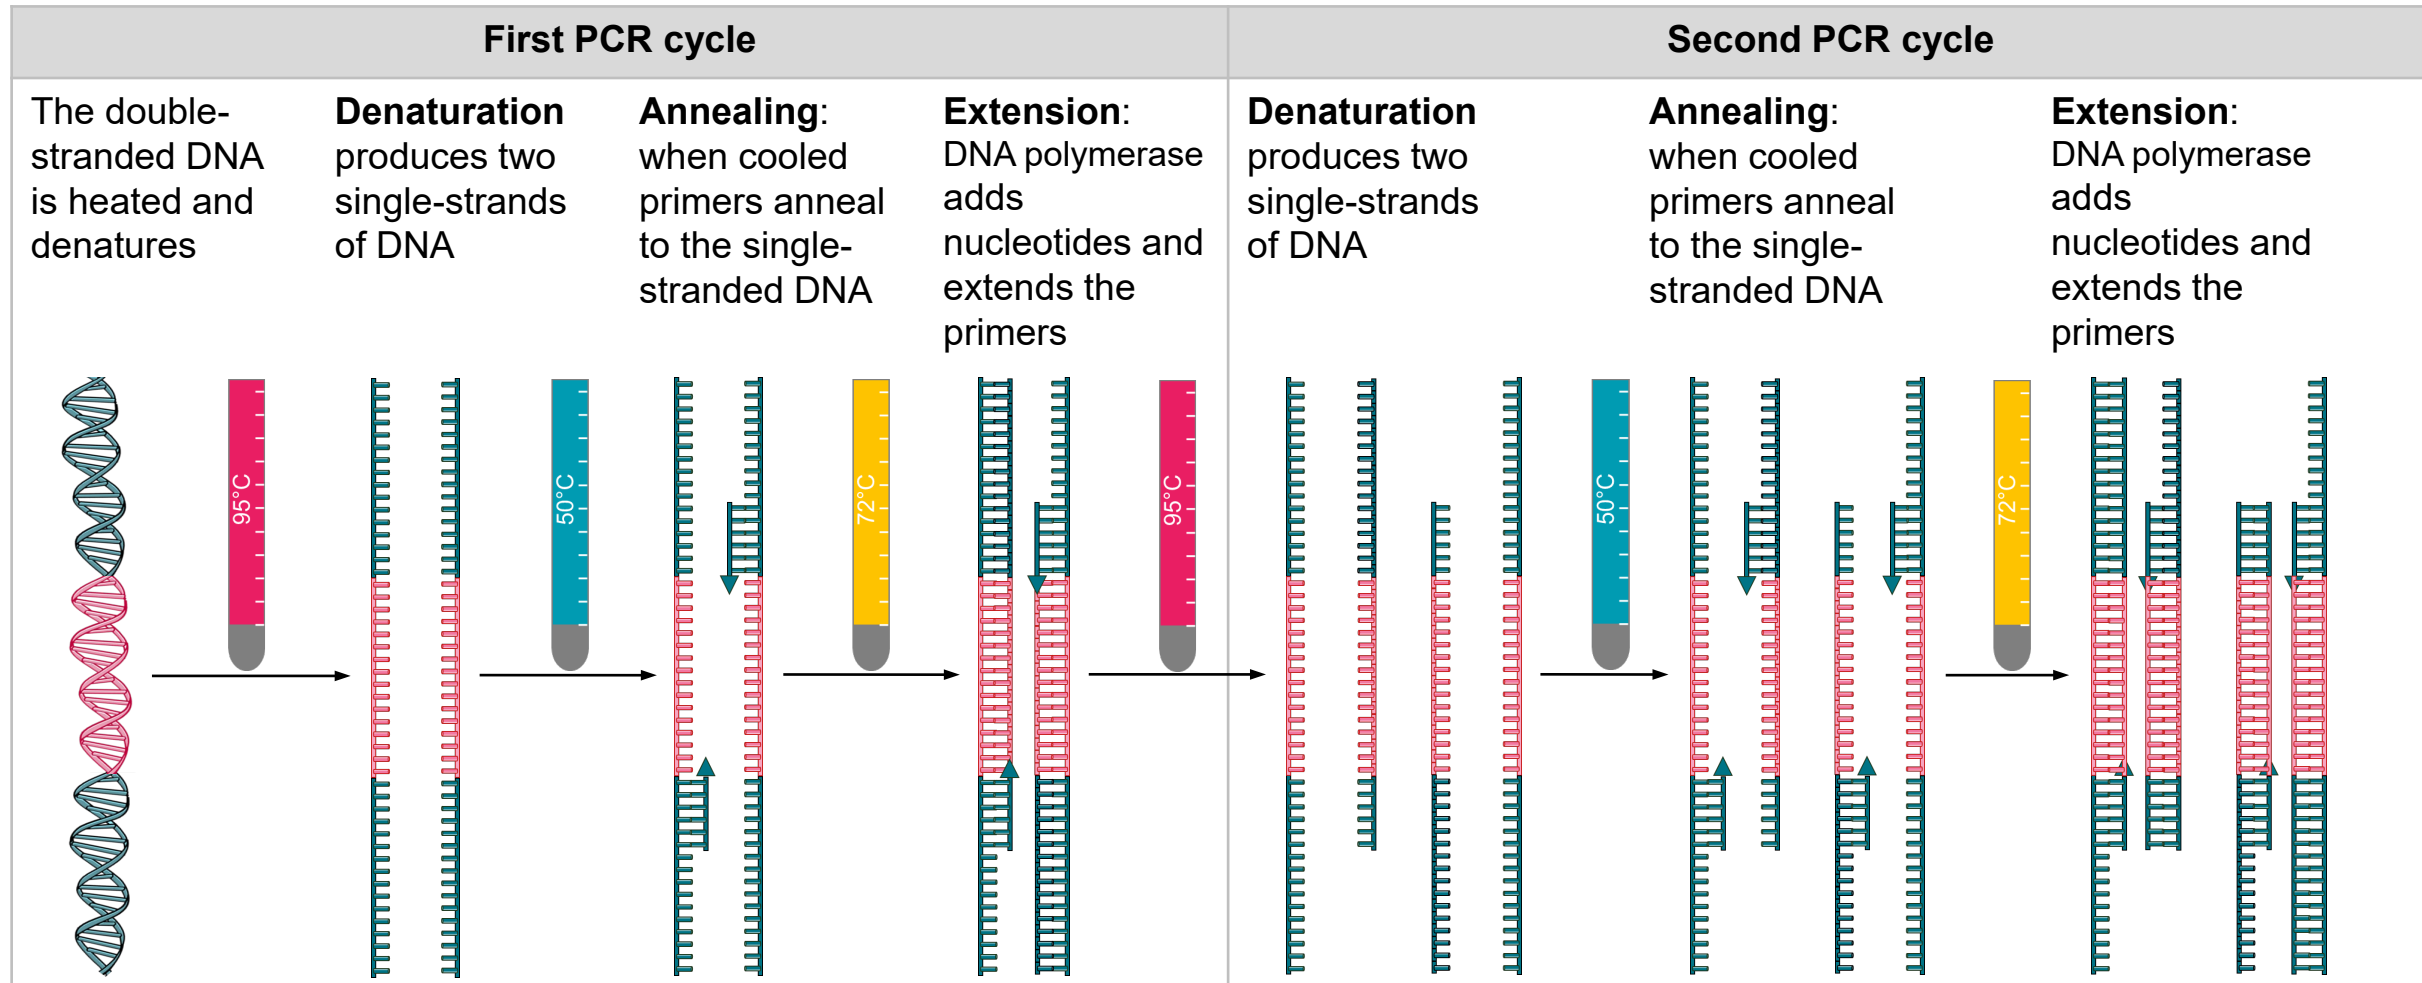 First PCR cycle
Second PCR cycle
The double-
stranded DNA
is heated and
denatures
Denaturation
produces two
single-strands
of DNA
Annealing:
when cooled
primers anneal
to the single-
stranded DNA
Extension:
DNA polymerase
adds
nucleotides and
extends the
primers
Denaturation
produces two
single-strands
of DNA
Annealing:
when cooled
primers anneal
to the single-
stranded DNA
Extension:
DNA polymerase
adds
nucleotides and
extends the
primers
95°C
50°C
72°C
95°C
50°C
72°C